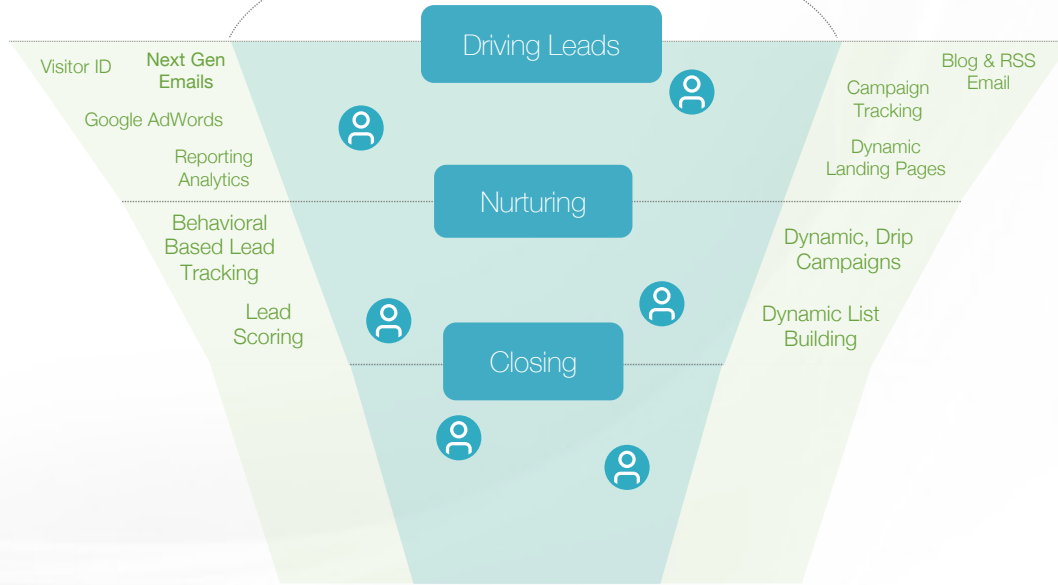 Driving Leads
Visitor ID
Next Gen
Emails
Google AdWords
Reporting
Analytics
Blog & RSS
Email
Campaign
Tracking
Dynamic
Landing Pages
Nurturing
Behavioral
Based Lead
Tracking
Lead
Scoring
Dynamic, Drip
Campaigns
Dynamic List
Building
Closing